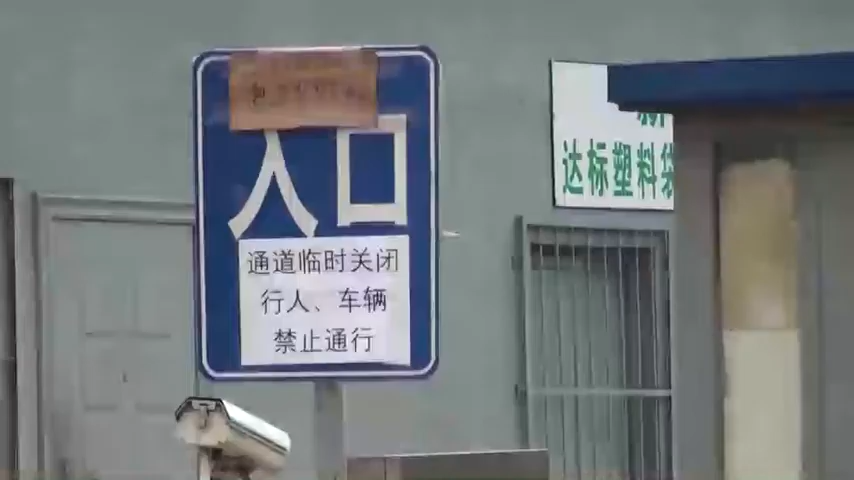 入口
通道临时关闭
行人、车辆
禁止通行
达标塑料袋